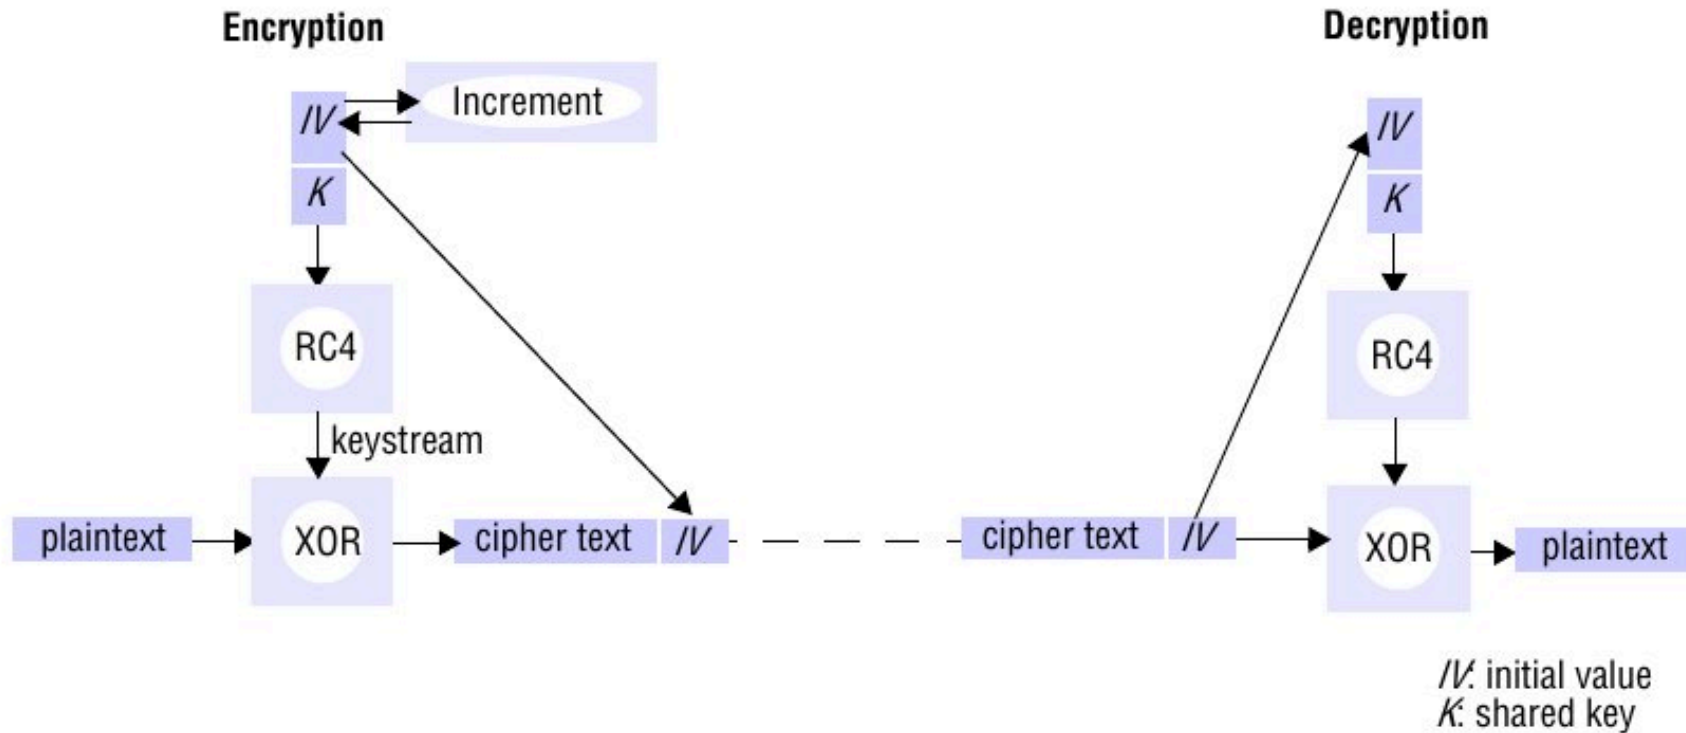 Encryption
Decryption
IV
Increment
IV
K
K
RC4
RC4
keystream
plaintext
XOR
cipher text
IV
cipher text
IV
XOR
plaintext
IV: initial value
K: shared key